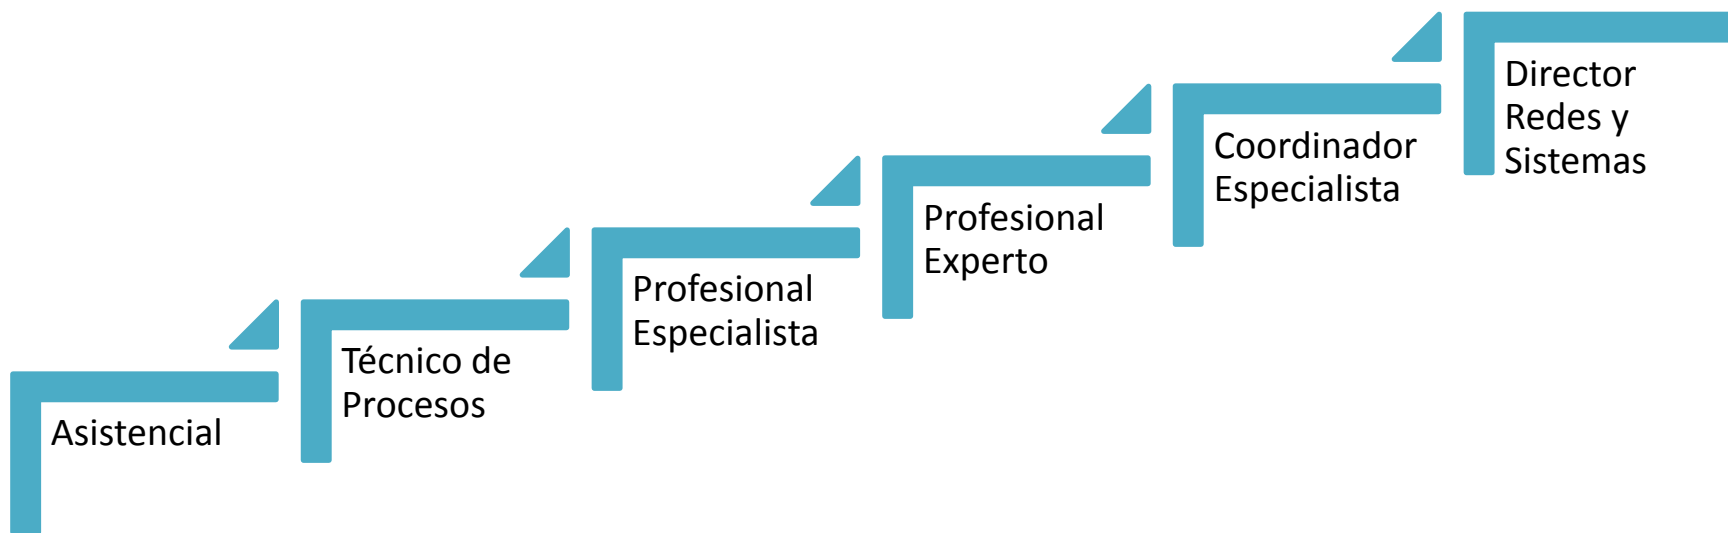 Asistencial
Técnico de
Procesos
Profesional
Especialista
Profesional
Experto
Coordinador
Especialista
Director
Redes y
Sistemas